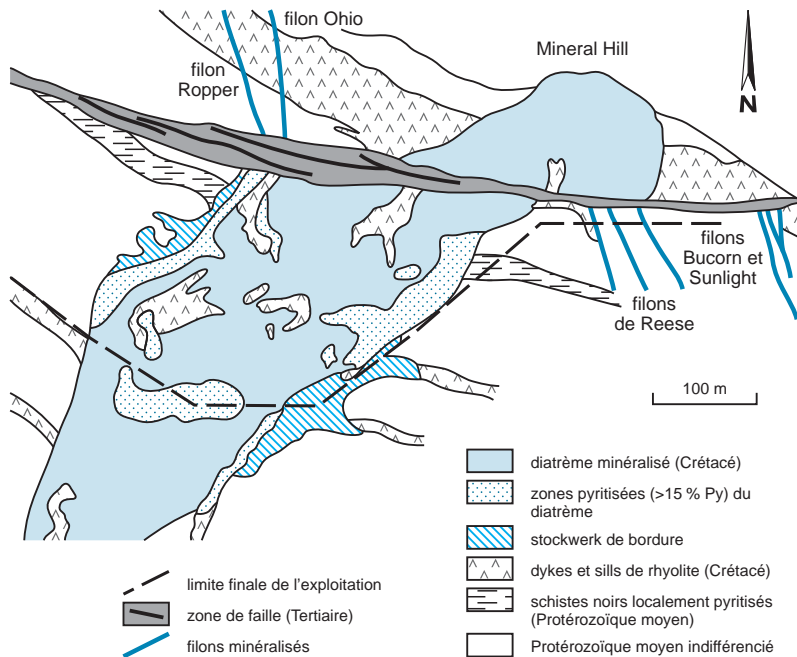 filon Ohio
Mineral Hill
filon
Ropper
N
filons
Bucorn et
Sunlight
filons
de Reese
100 m
diatrème minéralisé (Crétacé)
zones pyritisées (>15 % Py) du
diatrème
stockwerk de bordure
dykes et sills de rhyolite (Crétacé)
schistes noirs localement pyritisés
(Protérozoïque moyen)
Protérozoïque moyen indifférencié
limite finale de l'exploitation
zone de faille (Tertiaire)
filons minéralisés